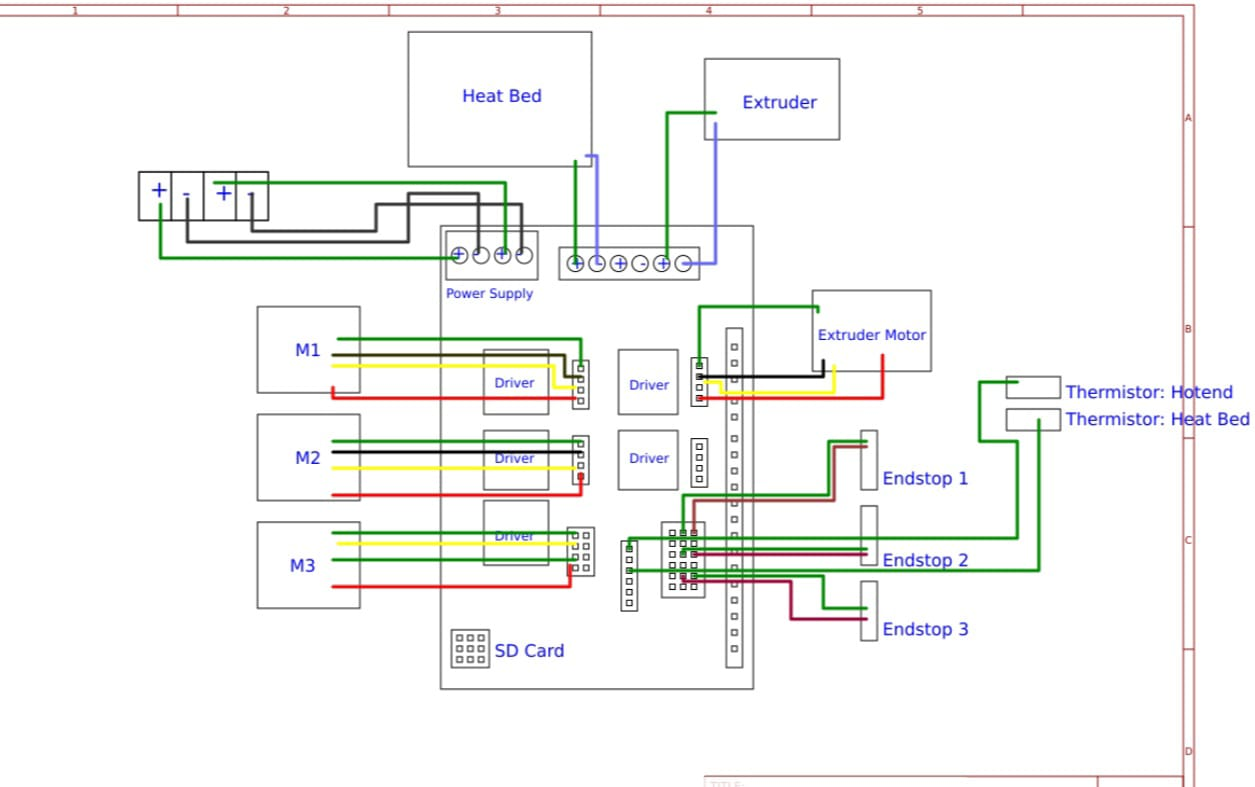 1 2 3 4 5
Heat Bed
Extruder
A
+ - + -
+ +
+ + - +
Power Supply
B
M1
Driver
Driver
Extruder Motor
Thermistor: Hotend
Thermistor: Heat Bed
M2
Driver
Driver
Endstop 1
M3
Driver
C
Endstop 2
Endstop 3
SD Card
D
TITLE: